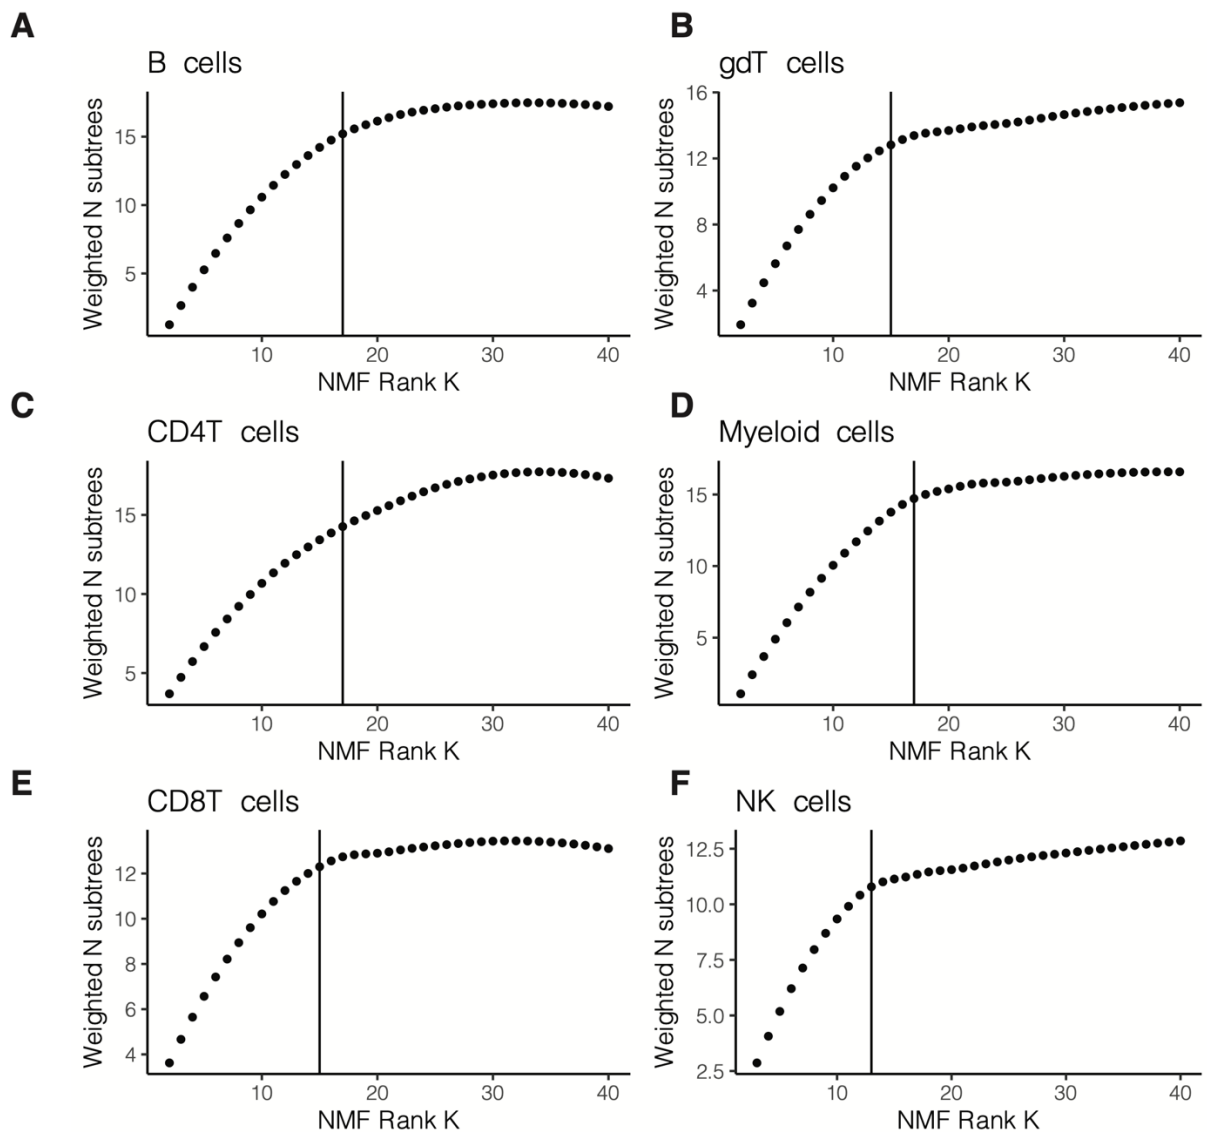 A
B cells
Weighted N subtrees
15
10
5
10 20 30 40
NMF Rank K
B
gdT cells
Weighted N subtrees
16
12
8
4
10 20 30 40
NMF Rank K
C
CD4T cells
Weighted N subtrees
15
10
5
10 20 30 40
NMF Rank K
D
Myeloid cells
Weighted N subtrees
15
10
5
10 20 30 40
NMF Rank K
E
CD8T cells
Weighted N subtrees
12
10
8
6
4
10 20 30 40
NMF Rank K
F
NK cells
Weighted N subtrees
12.5
10.0
7.5
5.0
2.5
10 20 30 40
NMF Rank K